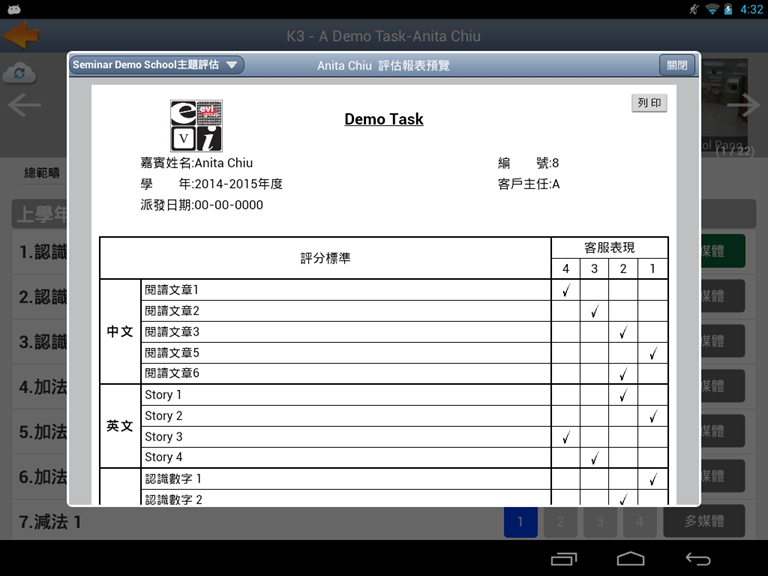 4:32
K3 - A Demo Task-Anita Chiu
Seminar Demo School主題評估
Anita Chiu 評估報表預覽
關閉
列印
e evi group
v i
Demo Task
嘉賓姓名:Anita Chiu
編 號:8
學 年:2014-2015年度
客戶主任:A
派發日期:00-00-0000
評分標準
客服表現
4 3 2 1
中文
閱讀文章1
閱讀文章2
閱讀文章3
閱讀文章5
閱讀文章6
英文
Story 1
Story 2
Story 3
Story 4
認識數字 1
認識數字 2
(1 / 22)
總範疇
上學年
1.認識
媒體
2.認識
媒體
3.認識
媒體
4.加法
媒體
5.加法
媒體
6.加法
媒體
7.減法 1
1 2 3 4
多媒體